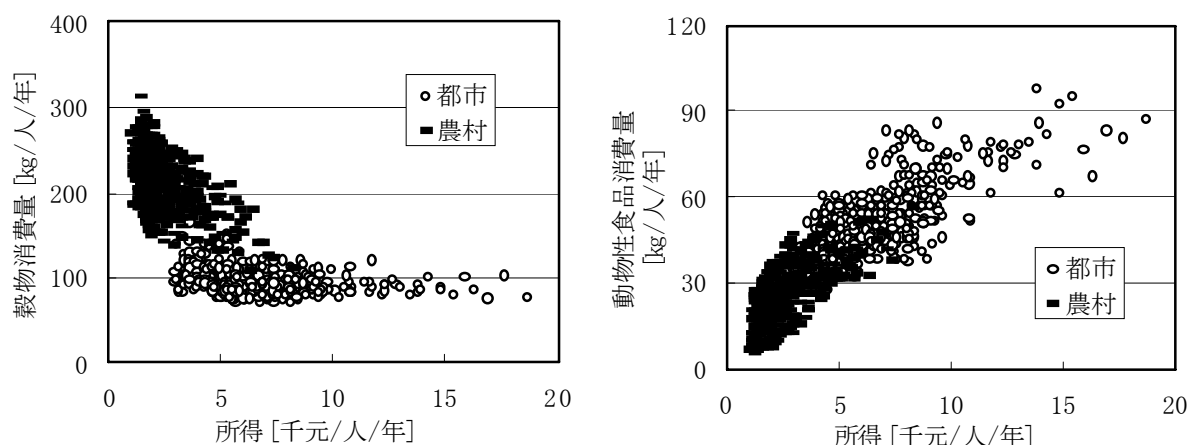 400
300
200
100
0
穀物消費量 [kg/人/年]
都市
農村
0 5 10 15 20
所得 [千元/人/年]
120
90
60
30
0
動物性食品消費量
[kg/人/年]
都市
農村
0 5 10 15 20
所得 [千元/人/年]